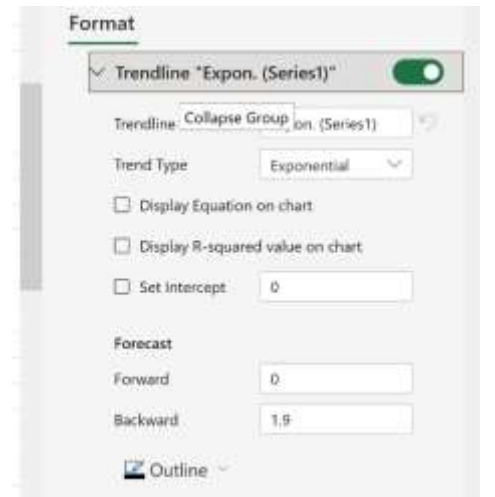 Format
Trendline "Expon. (Series1)"
Trendline Collapse Group on. (Series1)
Trend Type Exponential
Display Equation on chart
Display R-squared value on chart
Set Intercept 0
Forecast
Forward 0
Backward 1.9
Outline